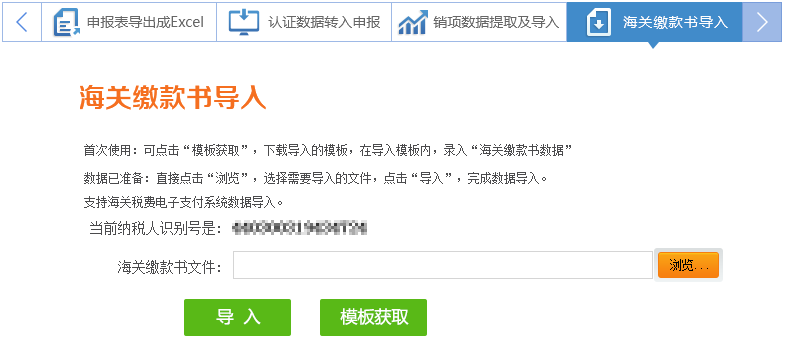 申报表导出成Excel 认证数据转入申报 销项数据提取及导入 海关缴款书导入
海关缴款书导入
首次使用：可点击“模板获取”，下载导入的模板，在导入模板内，录入“海关缴款书数据”
数据已准备：直接点击“浏览”，选择需要导入的文件，点击“导入”，完成数据导入。
支持海关税费电子支付系统数据导入。
当前纳税人识别号是：
海关缴款书文件： 浏览...
导 入 模板获取